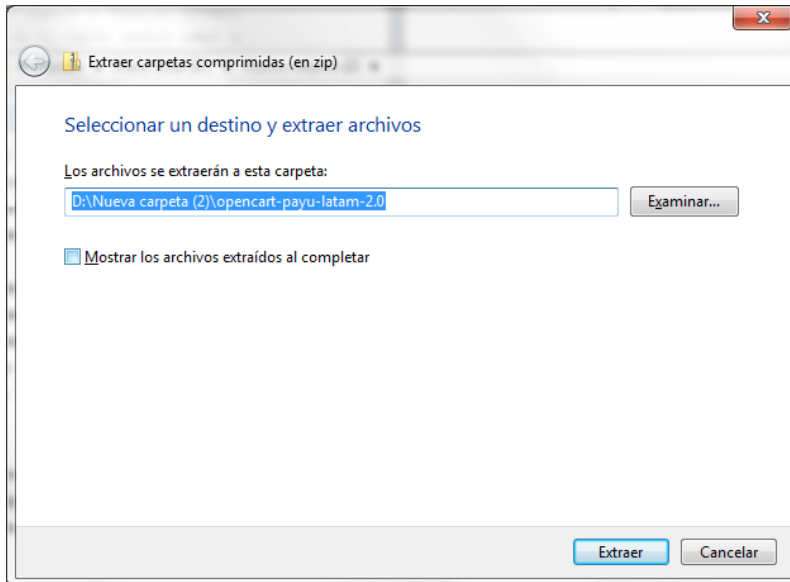 Extraer carpetas comprimidas (en zip)
Seleccionar un destino y extraer archivos
Los archivos se extraerán a esta carpeta:
D:\Nueva carpeta (2)\opencart-payu-latam-2.0
Examinar...
Mostrar los archivos extraídos al completar
Extraer
Cancelar